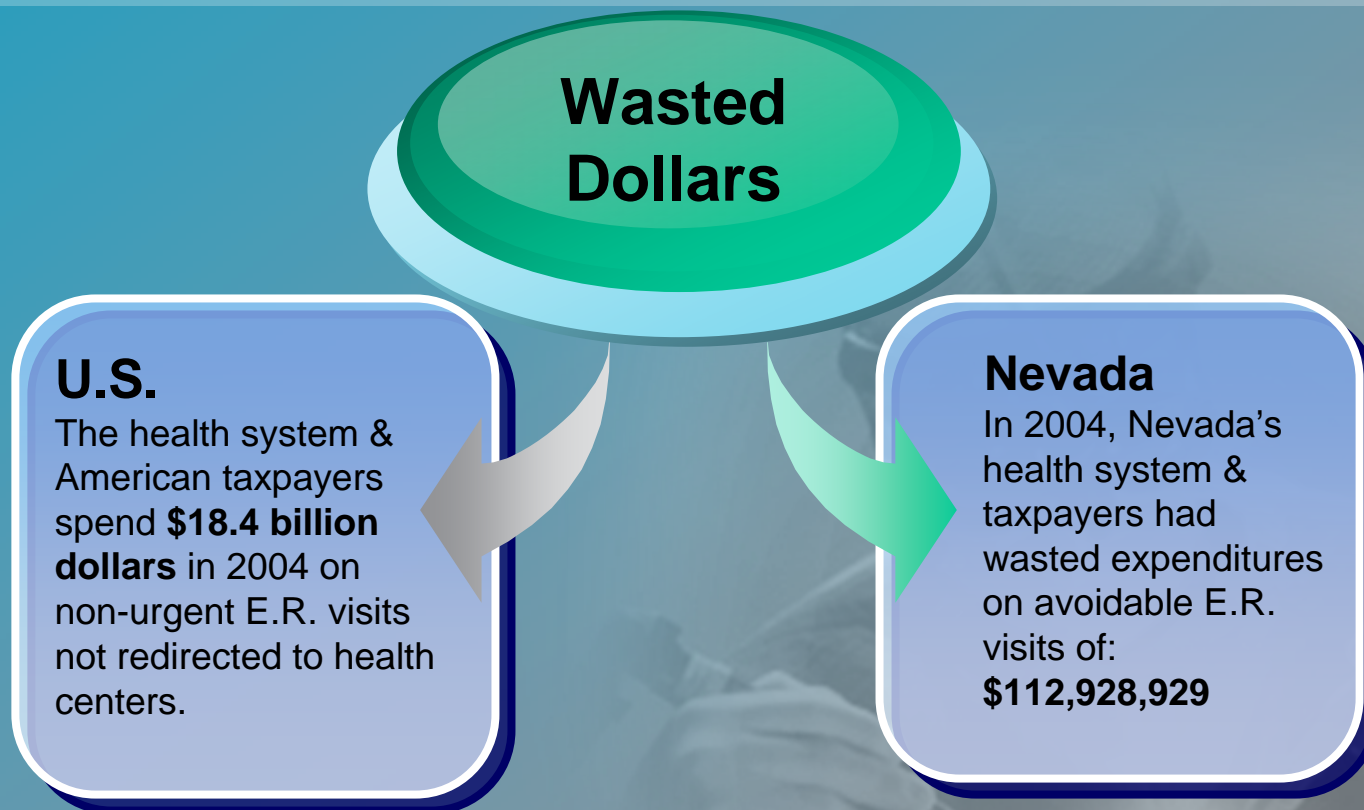 Wasted
Dollars
U.S.
The health system &
American taxpayers
spend $18.4 billion
dollars in 2004 on
non-urgent E.R. visits
not redirected to health
centers.
Nevada
In 2004, Nevada’s
health system &
taxpayers had
wasted expenditures
on avoidable E.R.
visits of:
$112,928,929